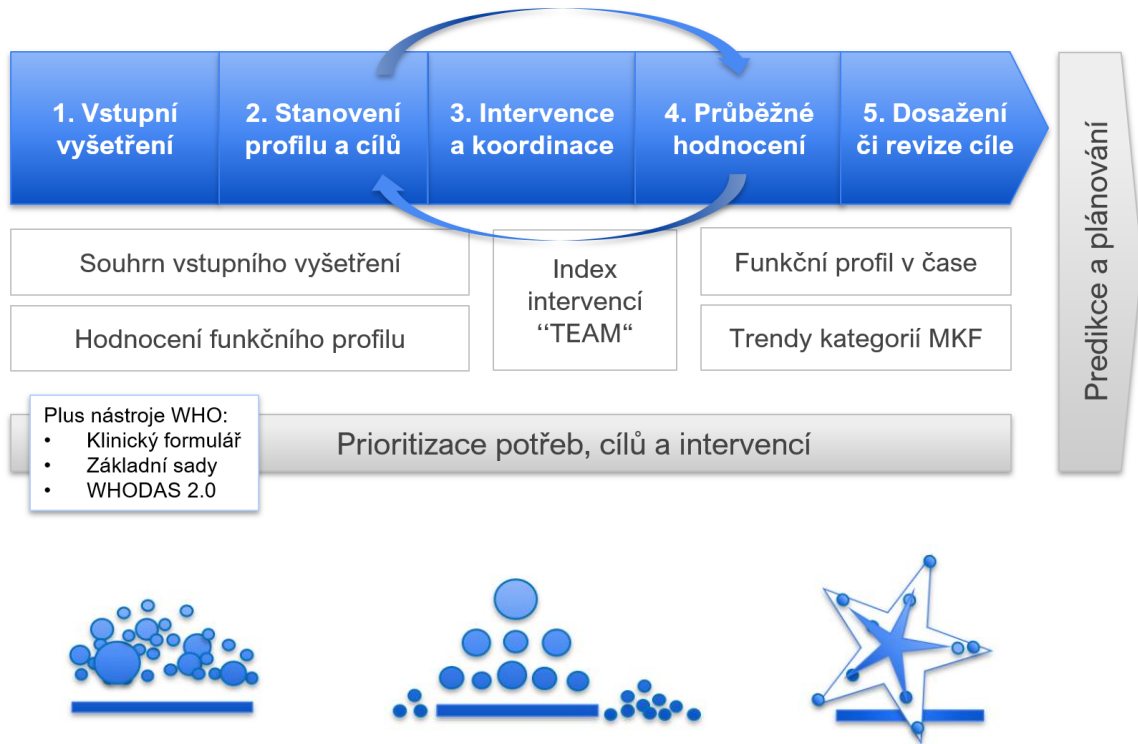 1. Vstupní
vyšetření
2. Stanovení
profilu a cílů
3. Intervence
a koordinace
4. Průběžné
hodnocení
5. Dosažení
či revize cíle
Souhrn vstupního vyšetření
Hodnocení funkčního profilu
Index
intervencí
“TEAM“
Funkční profil v čase
Trendy kategorií MKF
Plus nástroje WHO:
• Klinický formulář
• Základní sady
• WHODAS 2.0
Prioritizace potřeb, cílů a intervencí
Predikce a plánování